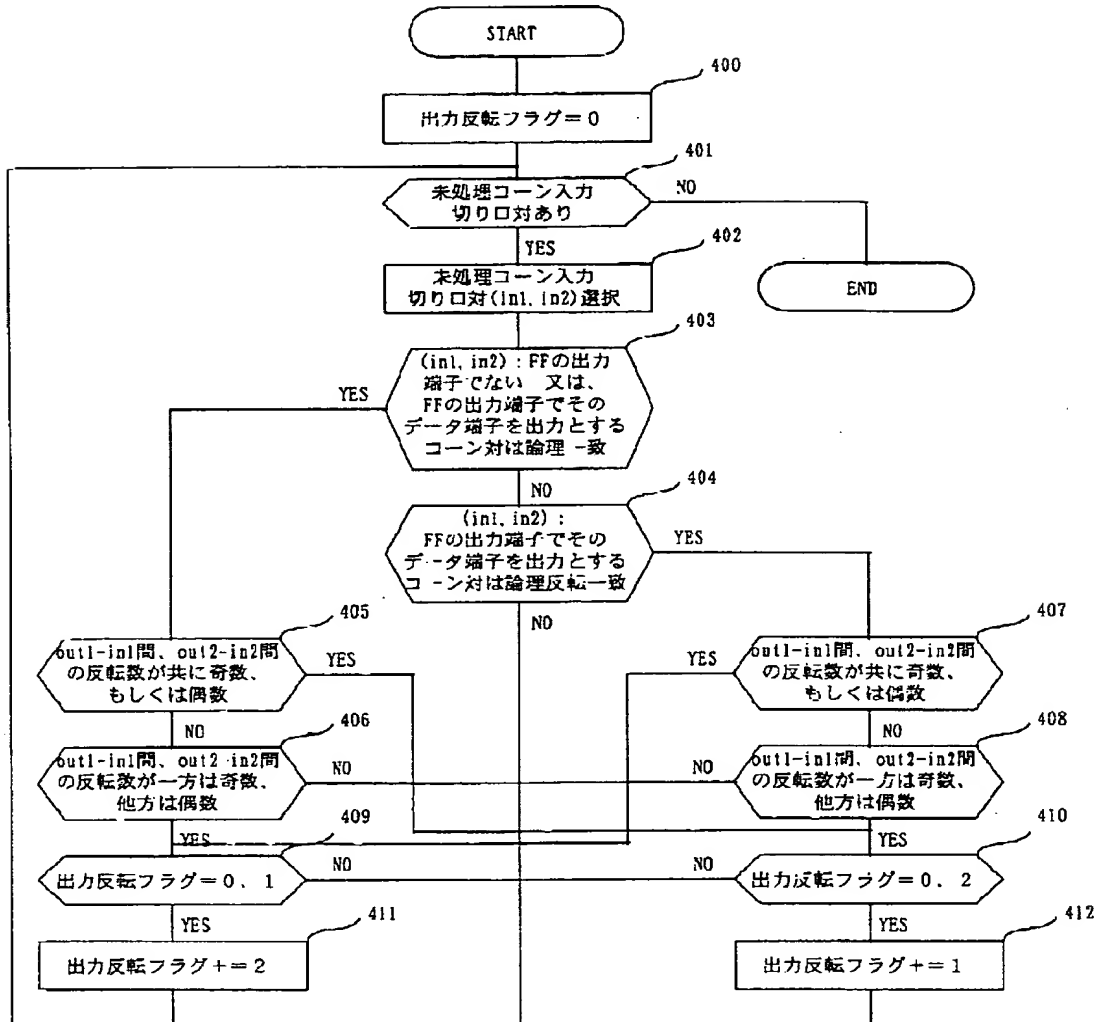 START
400
出力反転フラグ＝０
401
未処理コーン入力
切り口対あり
NO
YES
402
未処理コーン入力
切り口対(in1, in2)選択
END
403
(in1, in2)：FFの出力
端子でない 又は、
FFの出力端子でその
データ端子を出力とする
コーン対は論理一致
YES
NO
404
(in1, in2)：
FFの出力端子でその
データ端子を出力とする
コーン対は論理反転一致
YES
NO
405
out1-in1間、out2-in2間
の反転数が共に奇数、
もしくは偶数
YES
NO
407
out1-in1間、out2-in2間
の反転数が共に奇数、
もしくは偶数
YES
NO
406
out1-in1間、out2-in2間
の反転数が一方は奇数、
他方は偶数
NO
YES
408
out1-in1間、out2-in2間
の反転数が一方は奇数、
他方は偶数
NO
YES
409
出力反転フラグ＝０．１
NO
YES
410
出力反転フラグ＝０．２
NO
YES
411
出力反転フラグ＋＝２
412
出力反転フラグ＋＝１